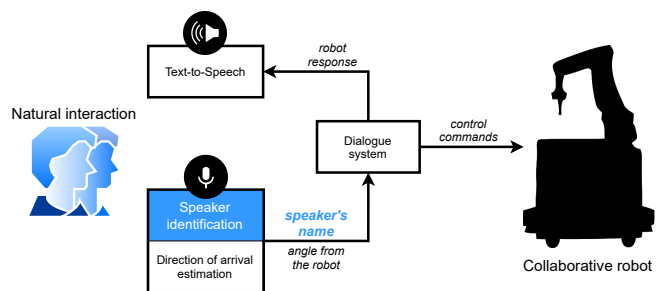 robot
response
Text-to-Speech
Natural interaction
Dialogue
system
control
commands
Speaker
identification
speaker's
name
Direction of arrival
estimation
angle from
the robot
Collaborative robot